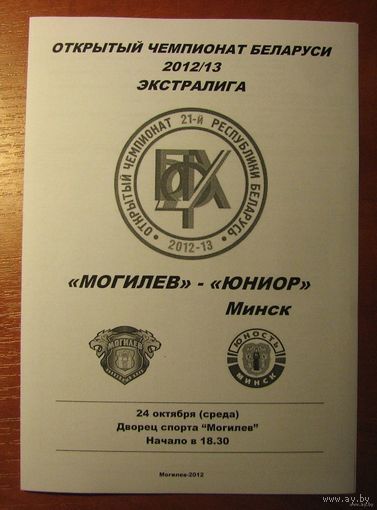 ОТКРЫТЫЙ ЧЕМПИОНАТ БЕЛАРУСИ
2012/13
ЭКСТРАЛИГА
ОТКРЫТЫЙ ЧЕМПИОНАТ 21-й РЕСПУБЛИКИ БЕЛАРУСЬ
2012-13
«МОГИЛЕВ» - «ЮНИОР»
Минск
МОГИЛЕВ
ЮНОСТЬ
МИНСК
24 октября (среда)
Дворец спорта "Могилев"
Начало в 18.30
Могилев-2012
www.ay.by